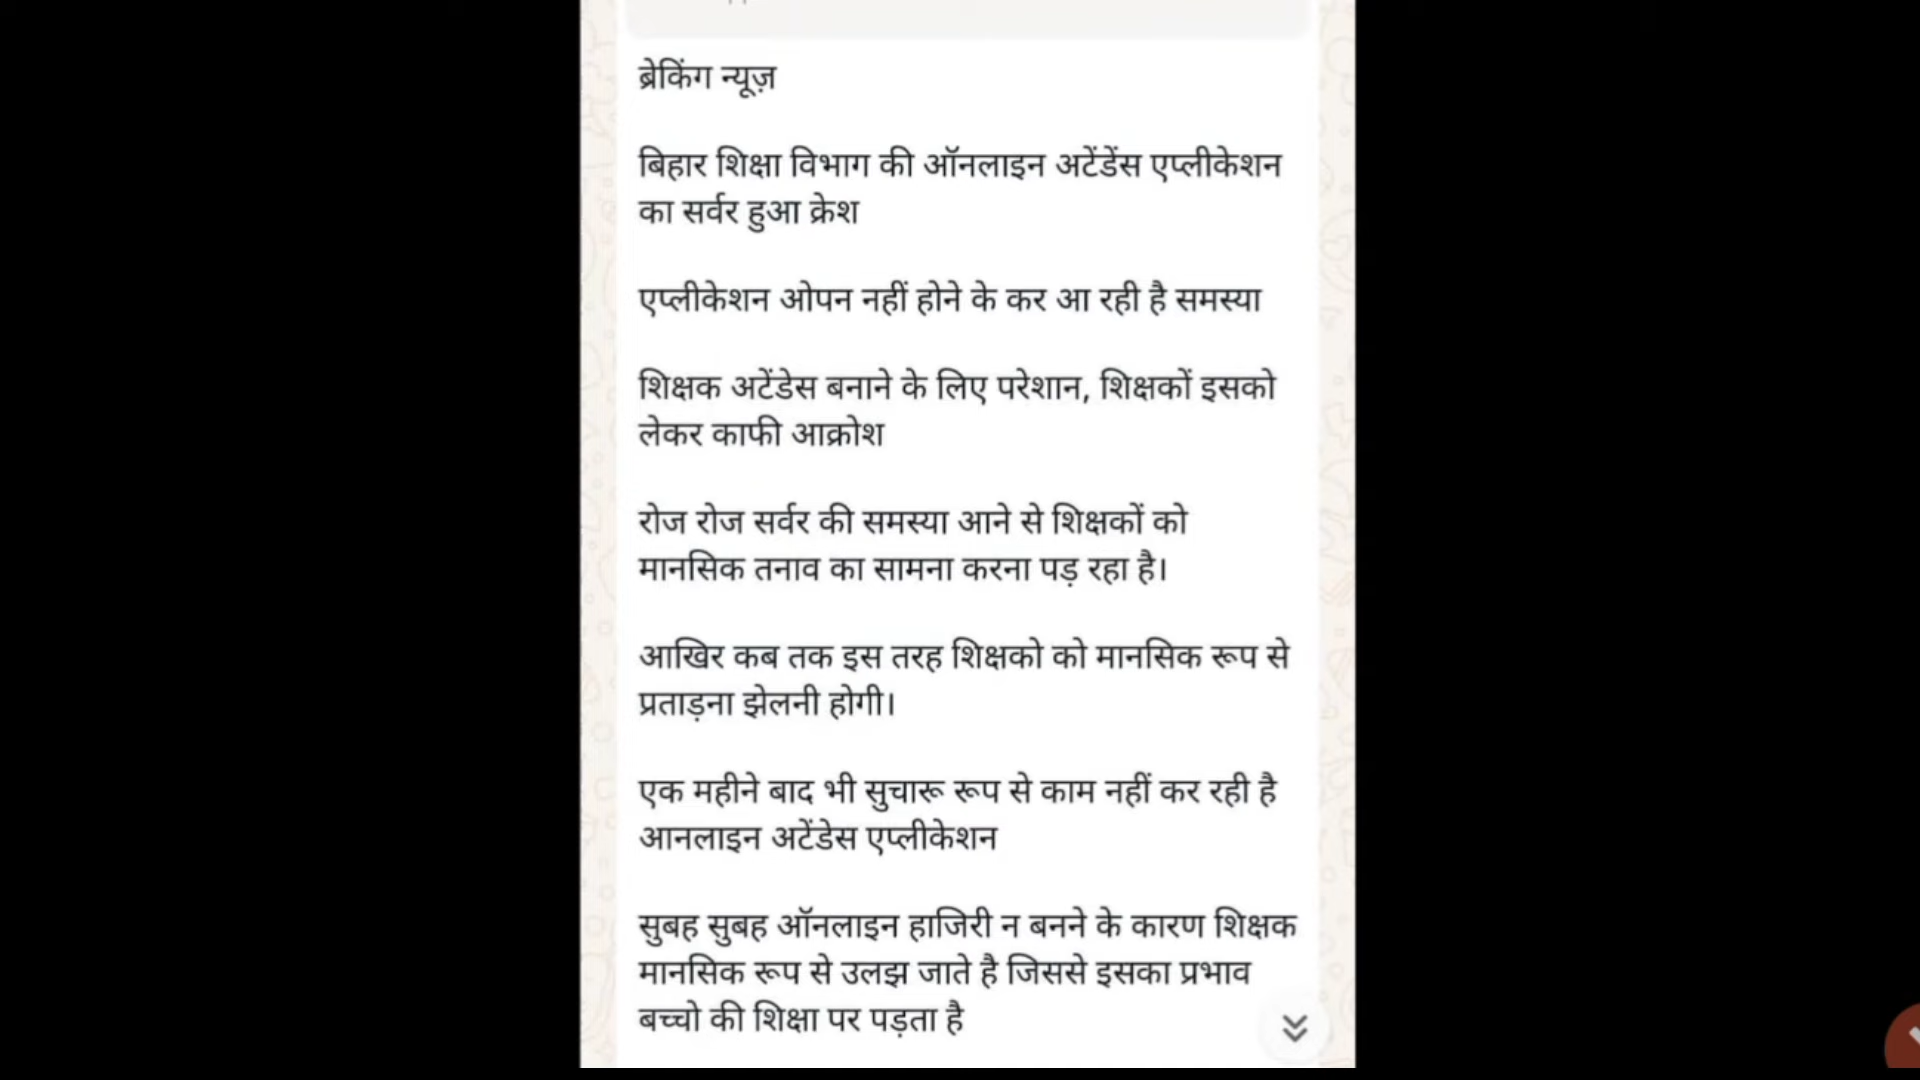 ब्रेकिंग न्यूज़
बिहार शिक्षा विभाग की ऑनलाइन अटेंडेंस एप्लीकेशन
का सर्वर हुआ क्रेश
एप्लीकेशन ओपन नहीं होने के कर आ रही है समस्या
शिक्षक अटेंडेस बनाने के लिए परेशान, शिक्षकों इसको
लेकर काफी आक्रोश
रोज रोज सर्वर की समस्या आने से शिक्षकों को
मानसिक तनाव का सामना करना पड़ रहा है।
आखिर कब तक इस तरह शिक्षको को मानसिक रूप से
प्रताड़ना झेलनी होगी।
एक महीने बाद भी सुचारू रूप से काम नहीं कर रही है
आनलाइन अटेंडेस एप्लीकेशन
सुबह सुबह ऑनलाइन हाजिरी न बनने के कारण शिक्षक
मानसिक रूप से उलझ जाते है जिससे इसका प्रभाव
बच्चो की शिक्षा पर पड़ता है